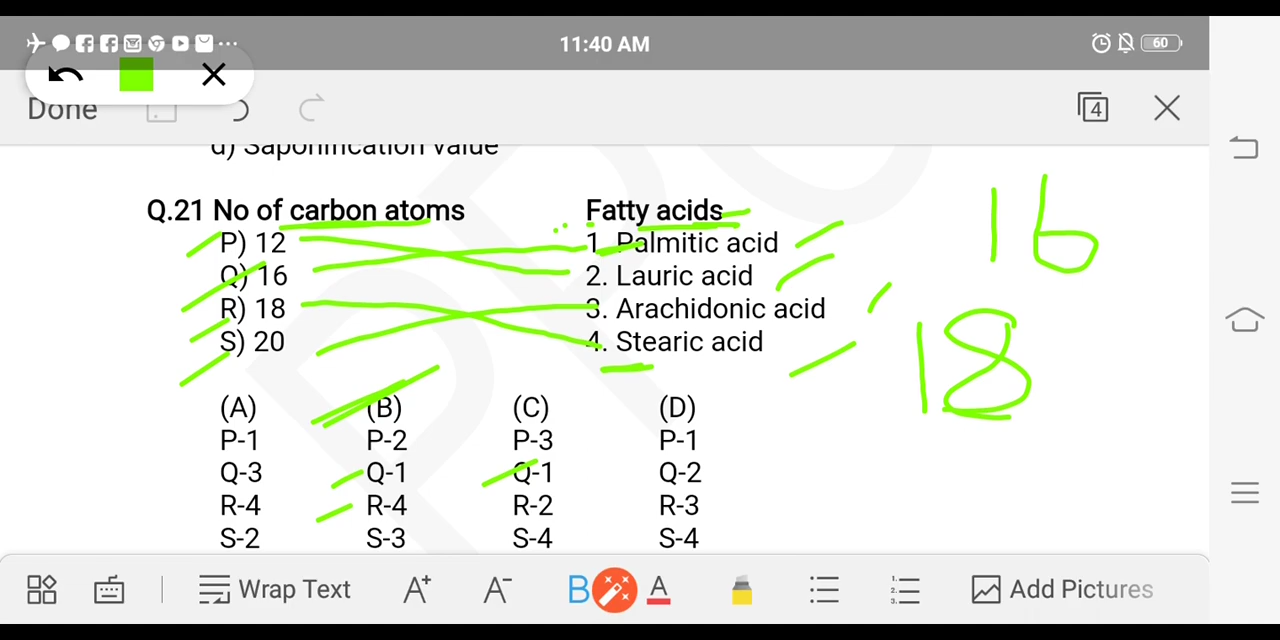 11:40 AM
60
Done
4
d) Saponification value
Q.21 No of carbon atoms Fatty acids
P) 12 1. Palmitic acid
Q) 16 2. Lauric acid
R) 18 3. Arachidonic acid
S) 20 4. Stearic acid
16
18
(A) (B) (C) (D)
P-1 P-2 P-3 P-1
Q-3 Q-1 Q-1 Q-2
R-4 R-4 R-2 R-3
S-2 S-3 S-4 S-4
Wrap Text A+ A- B A Add Pictures